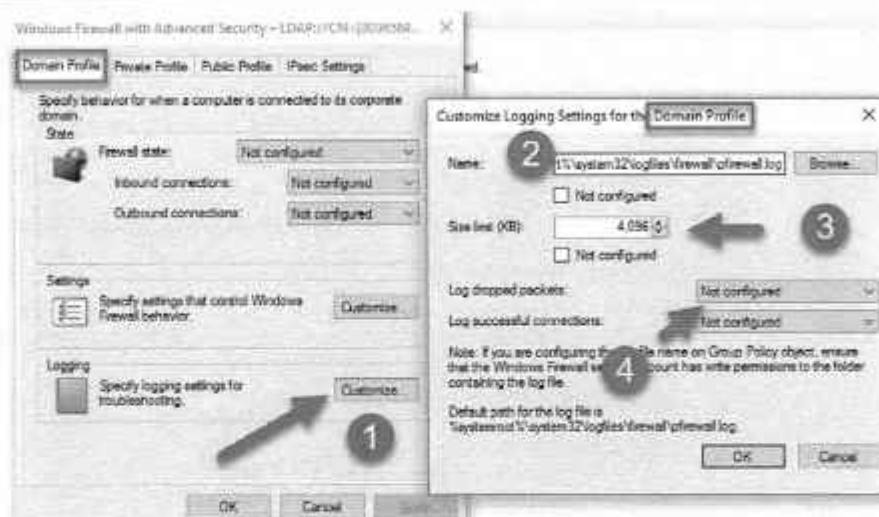 Windows Firewall with Advanced Security - LDAP://CN=
Domain Profile Private Profile Public Profile IPsec Settings
Specify behavior for when a computer is connected to its corporate
domain.
State
Firewall state: Not configured
Inbound connections: Not configured
Outbound connections: Not configured
Settings
Specify settings that control Windows
Firewall behavior.
Customize...
Logging
Specify logging settings for
troubleshooting.
Customize...
1
OK Cancel
ed.
Customize Logging Settings for the Domain Profile
Name: 2 t%\system32\logfiles\firewall\pfirewall.log Browse...
Not configured
Size limit (KB): 4,096 3
Not configured
Log dropped packets: Not configured
Log successful connections: Not configured
4
Note: If you are configuring the file name on Group Policy object, ensure
that the Windows Firewall account has write permissions to the folder
containing the log file.
Default path for the log file is
%systemroot%\system32\logfiles\firewall\pfirewall.log.
OK Cancel